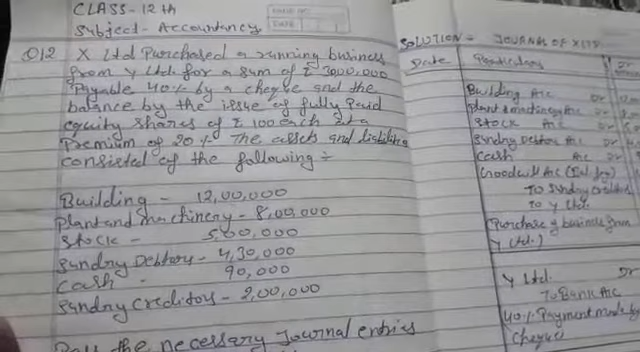 CLASS-12th
Subject- Accountancy
DATE
Q12 X Ltd Purchased a running business
from Y Ltd. for a sum of ₹ 3000,000
Payable 40% by a cheque and the
balance by the issue of fully paid
equity shares of ₹ 100 each at a
Premium of 20% The assets and liabilities
consisted of the following:-
Building - 12,00,000
Plant and machinery - 8,00,000
Stock - 5,00,000
Sundry Debtors - 4,30,000
Cash - 90,000
Sundry Creditors - 2,00,000
the necessary Journal entries
SOLUTION = JOURNAL OF X LTD
Date Particulars Dr
Building A/c Dr
Plant & machinery A/c Dr
Stock A/c Dr
Sundry Debtors A/c Dr
Cash A/c Dr
Goodwill A/c
To Sundry Creditors
To Y Ltd.
(Purchase of business from
Y Ltd.)
Y Ltd. Dr
To Bank A/c
40% Payment made by
Cheque